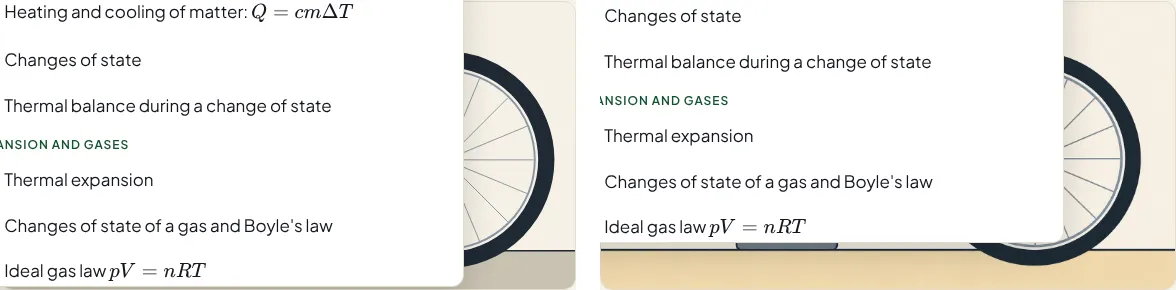 Heating and cooling of matter: Q = cmΔT
Changes of state
Thermal balance during a change of state
ANSION AND GASES
Thermal expansion
Changes of state of a gas and Boyle's law
Ideal gas law pV = nRT
Changes of state
Thermal balance during a change of state
ANSION AND GASES
Thermal expansion
Changes of state of a gas and Boyle's law
Ideal gas law pV = nRT